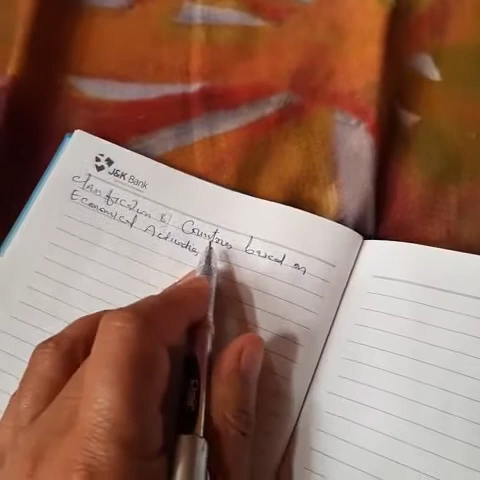 J&K Bank
Classification of Countries based on
Economical Activities